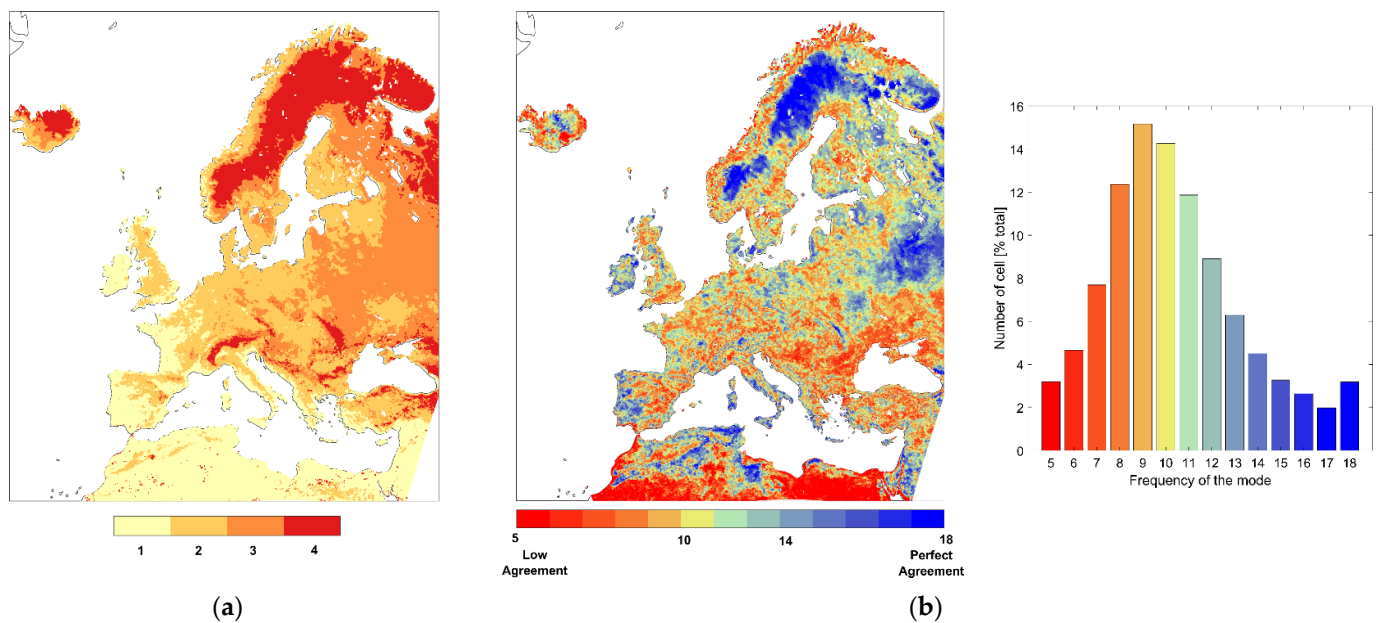 1 2 3 4
(a)
5 10 14 18
Low Perfect
Agreement Agreement
(b)
16
14
12
10
8
6
4
2
0
Number of cell [% total]
5 6 7 8 9 10 11 12 13 14 15 16 17 18
Frequency of the mode